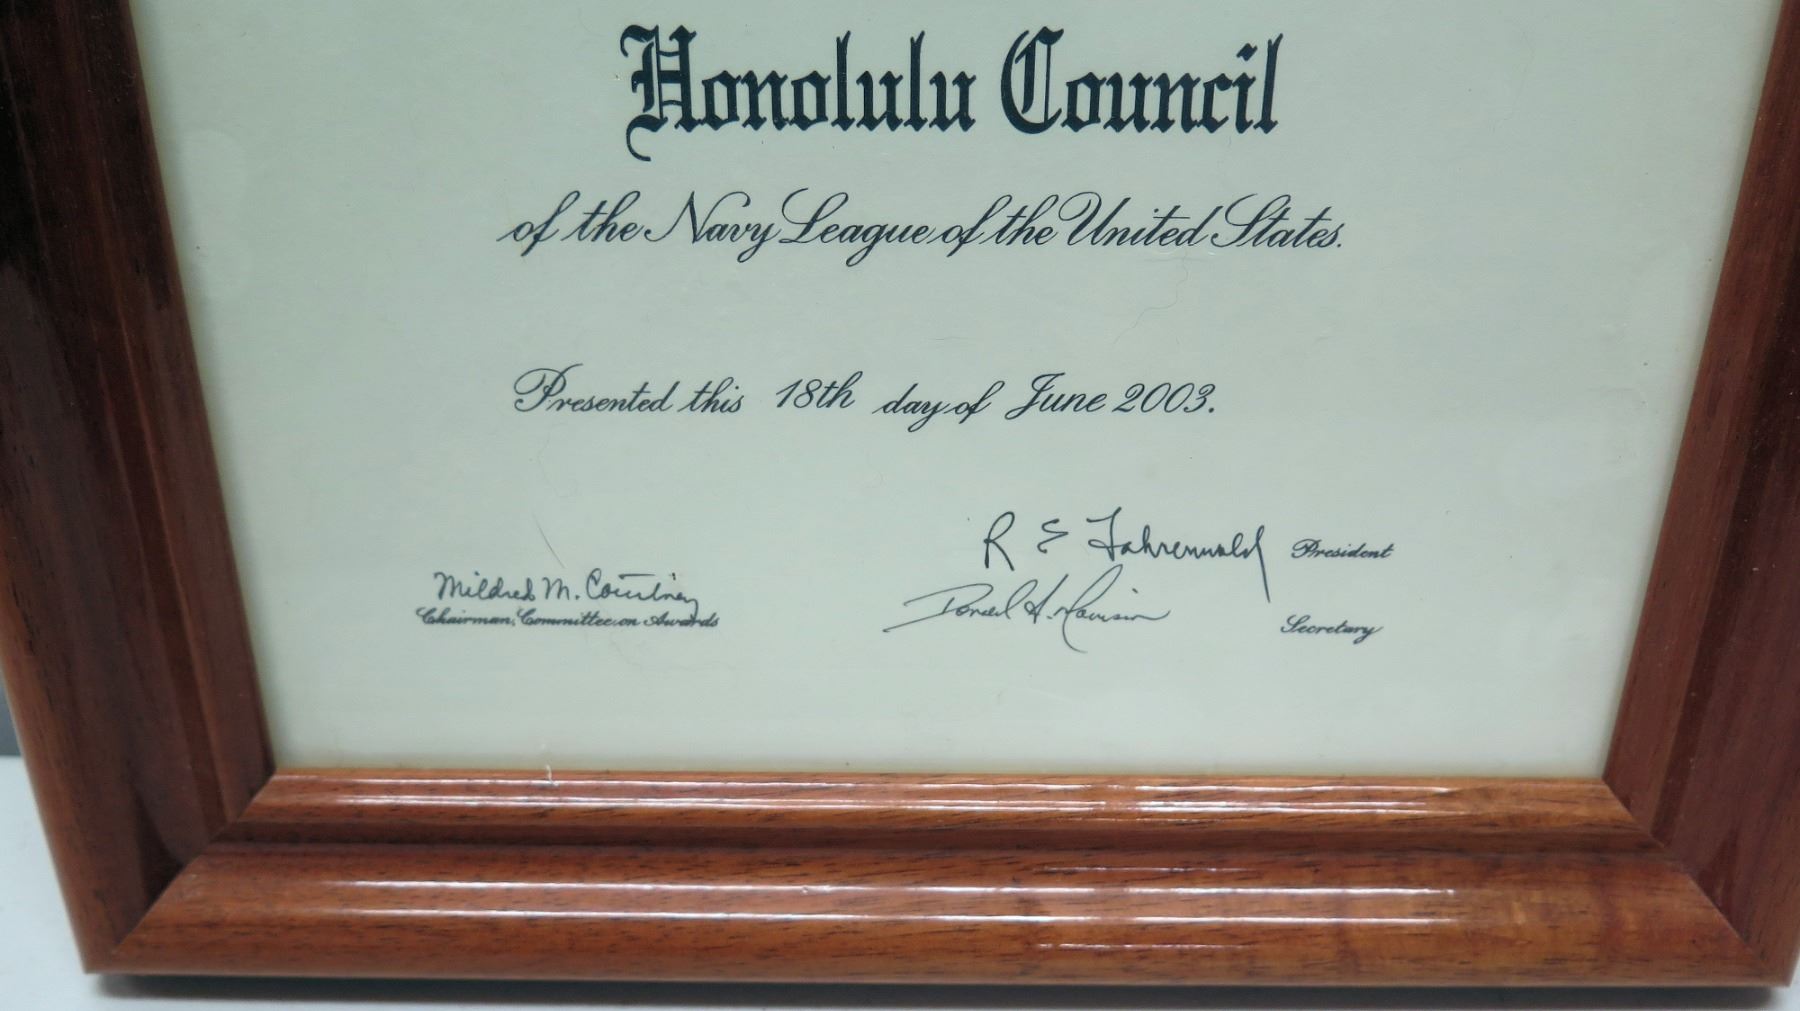 Honolulu Council
of the Navy League of the United States.
Presented this 18th day of June 2003.
R E Fahrenwald President
Mildred M. Courtney
Chairman, Committee on Awards
Secretary